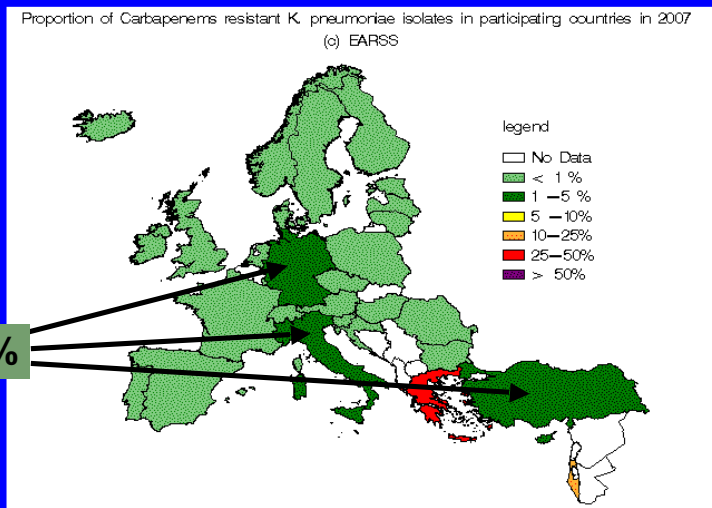 Proportion of Carbapenems resistant K. pneumoniae isolates in participating countries in 2007
(c) EARSS
legend
No Data
< 1 %
1 –5 %
5 –10%
10–25%
25–50%
> 50%
%